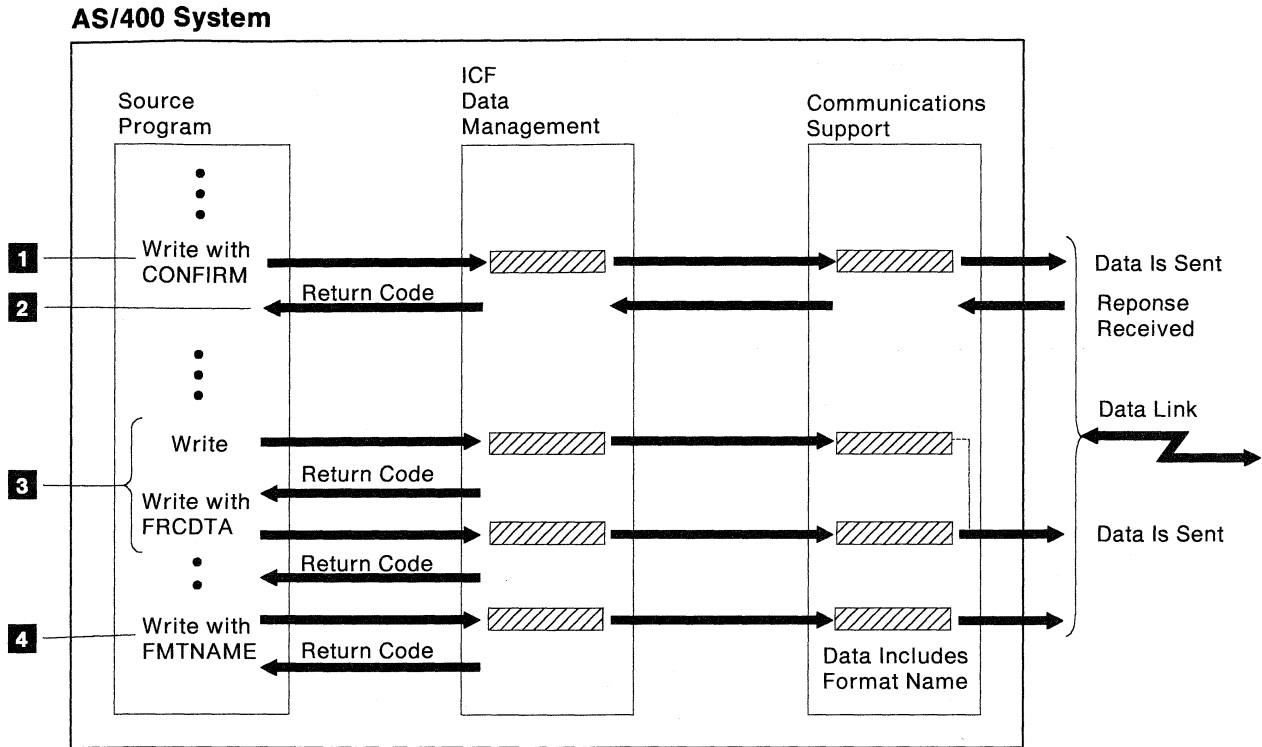 AS/400 System
Source
Program
ICF
Data
Management
Communications
Support
1
Write with
CONFIRM
Data Is Sent
2
Return Code
Reponse
Received
Data Link
3
Write
Return Code
Write with
FRCDTA
Data Is Sent
Return Code
4
Write with
FMTNAME
Return Code
Data Includes
Format Name